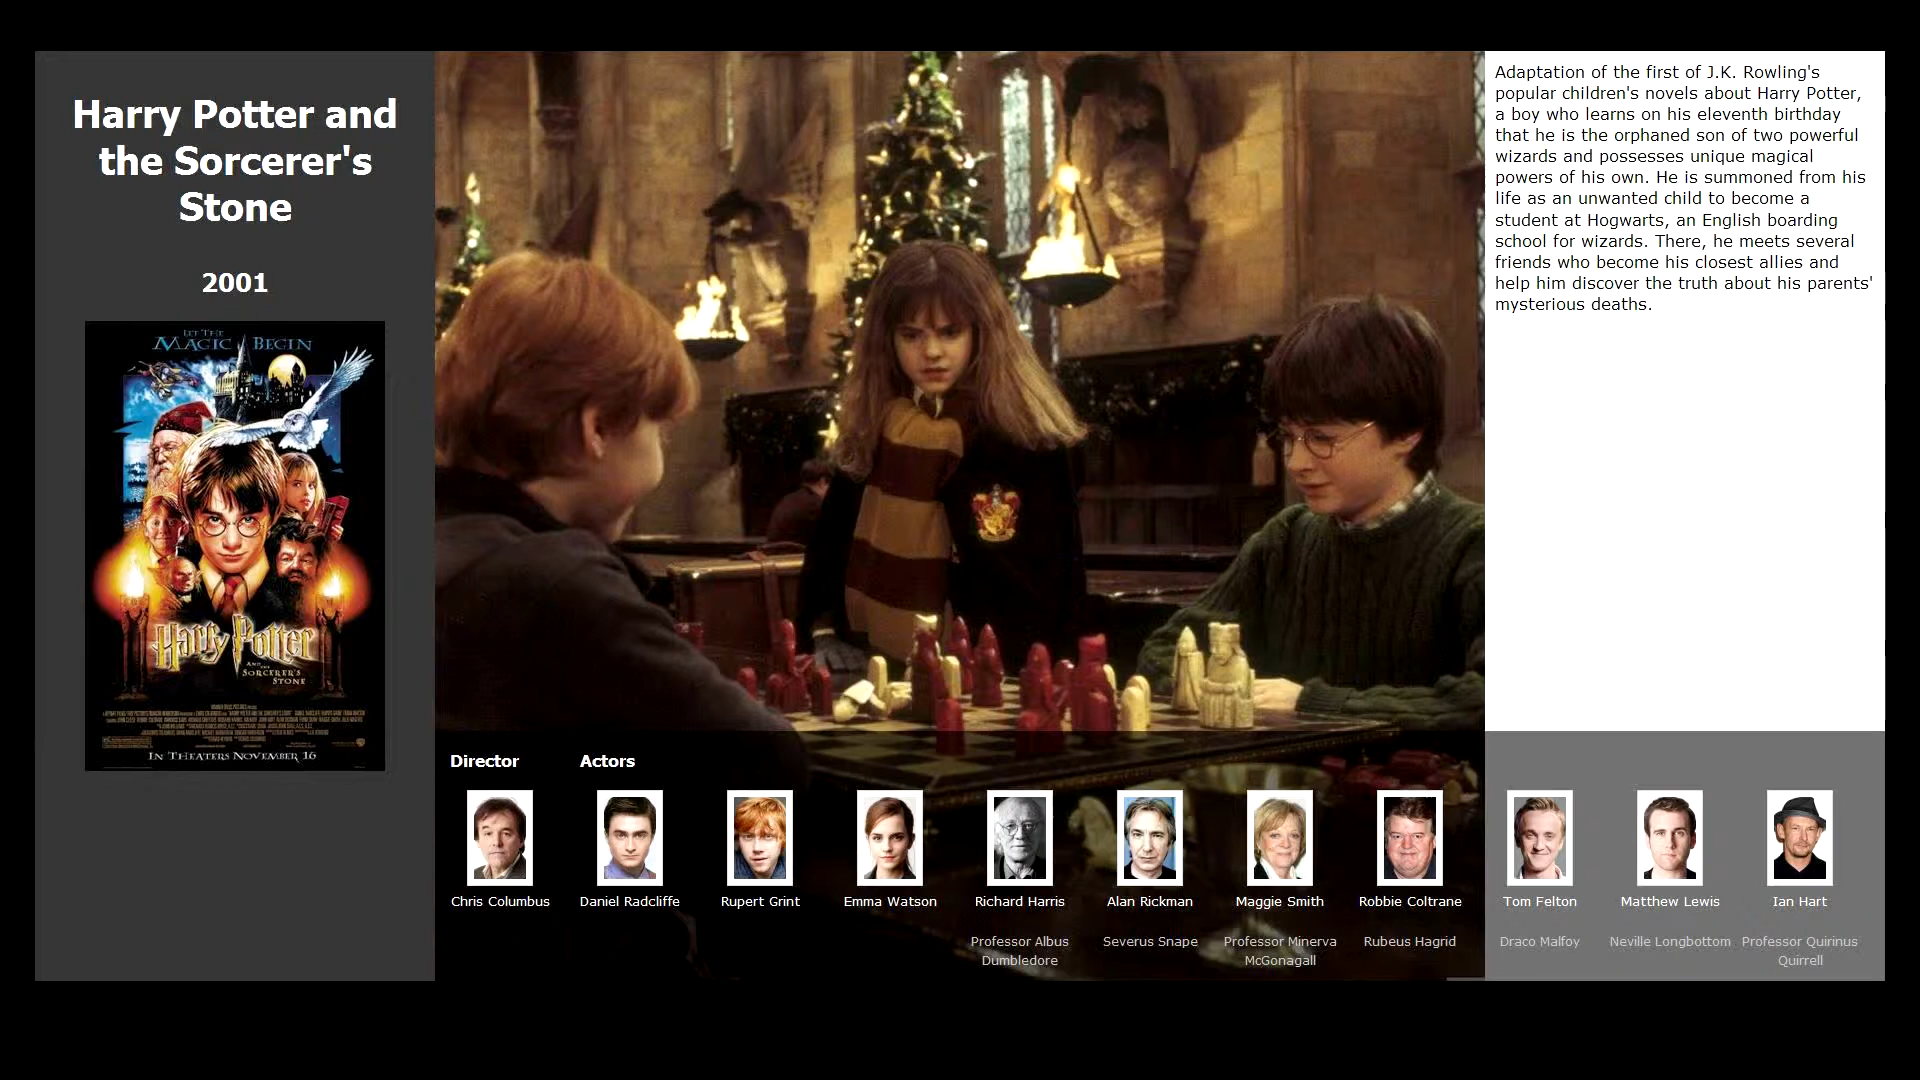 Harry Potter and
the Sorcerer's
Stone
2001
LET THE
MAGIC BEGIN
Harry Potter
AND THE
SORCERER'S
STONE
IN THEATERS NOVEMBER 16
Adaptation of the first of J.K. Rowling's
popular children's novels about Harry Potter,
a boy who learns on his eleventh birthday
that he is the orphaned son of two powerful
wizards and possesses unique magical
powers of his own. He is summoned from his
life as an unwanted child to become a
student at Hogwarts, an English boarding
school for wizards. There, he meets several
friends who become his closest allies and
help him discover the truth about his parents'
mysterious deaths.
Director Actors
Chris Columbus Daniel Radcliffe Rupert Grint Emma Watson Richard Harris Alan Rickman Maggie Smith Robbie Coltrane Tom Felton Matthew Lewis Ian Hart
Professor Albus Severus Snape Professor Minerva Rubeus Hagrid Draco Malfoy Neville Longbottom Professor Quirinus
Dumbledore McGonagall Quirrell